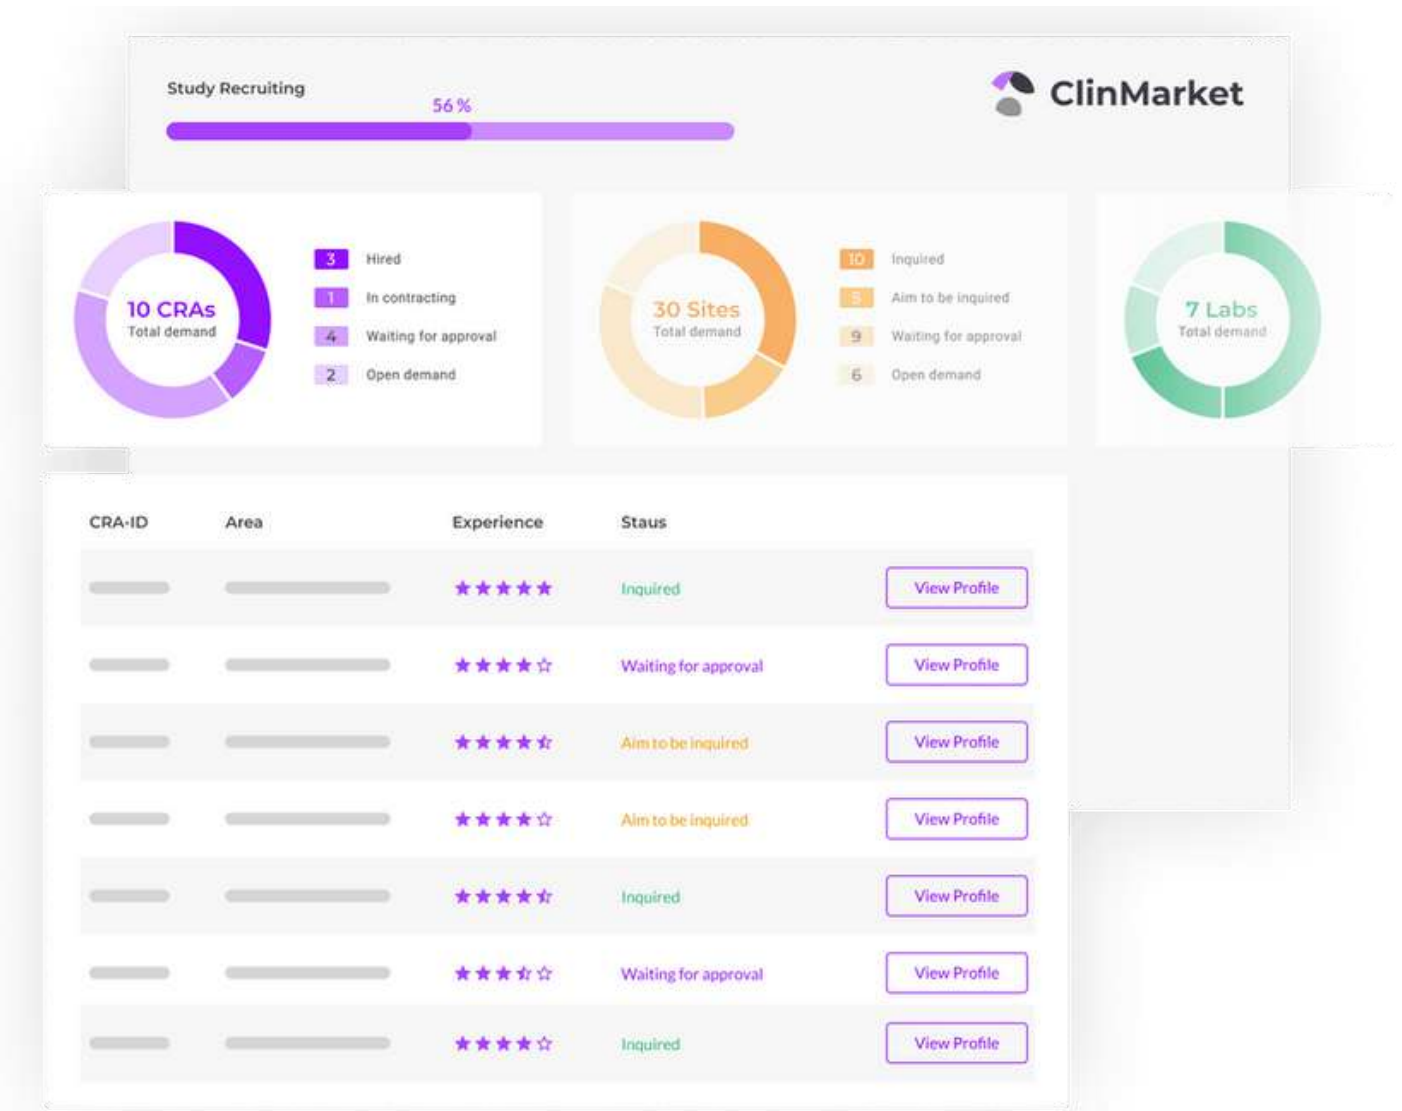 Study Recruiting
56 %
ClinMarket
10 CRAs
Total demand
3 Hired
1 In contracting
4 Waiting for approval
2 Open demand
30 Sites
Total demand
10 Inquired
5 Aim to be inquired
9 Waiting for approval
6 Open demand
7 Labs
Total demand
CRA-ID Area Experience Staus
Inquired View Profile
Waiting for approval View Profile
Aim to be inquired View Profile
Aim to be inquired View Profile
Inquired View Profile
Waiting for approval View Profile
Inquired View Profile